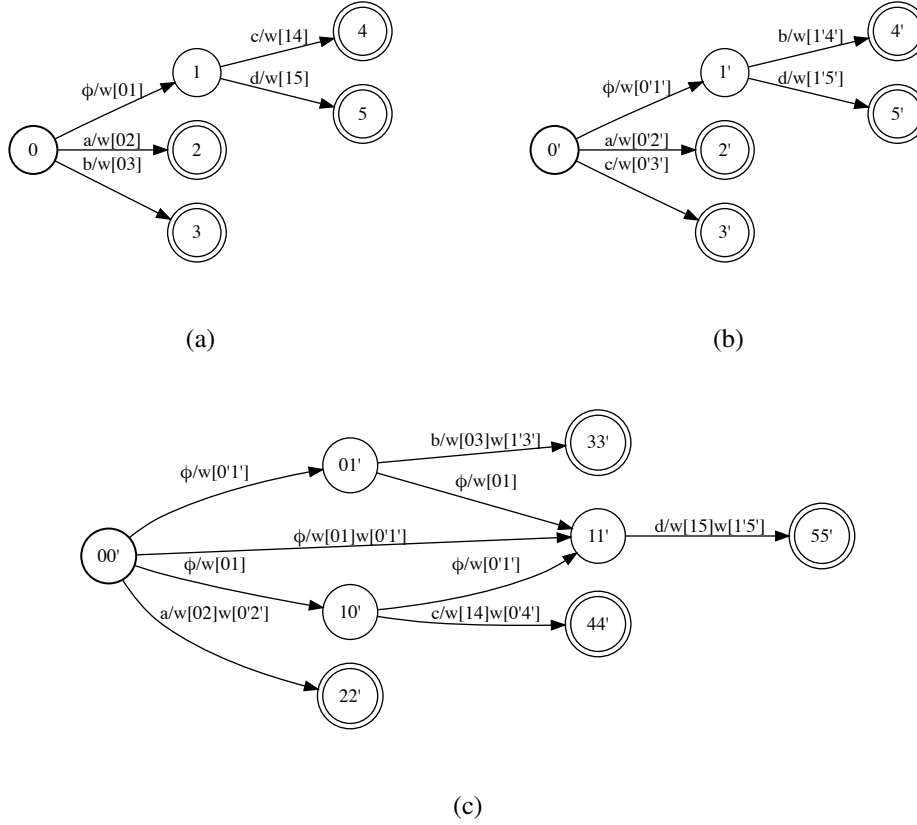 c/w[14]
4
1
d/w[15]
ϕ/w[01]
5
0
a/w[02]
2
b/w[03]
3
(a)
b/w[1'4']
4'
1'
d/w[1'5']
ϕ/w[0'1']
5'
0'
a/w[0'2']
2'
c/w[0'3']
3'
(b)
b/w[03]w[1'3']
33'
01'
ϕ/w[0'1']
ϕ/w[01]
d/w[15]w[1'5']
ϕ/w[01]w[0'1']
11'
55'
00'
ϕ/w[01]
ϕ/w[0'1']
10'
c/w[14]w[0'4']
44'
a/w[02]w[0'2']
22'
(c)